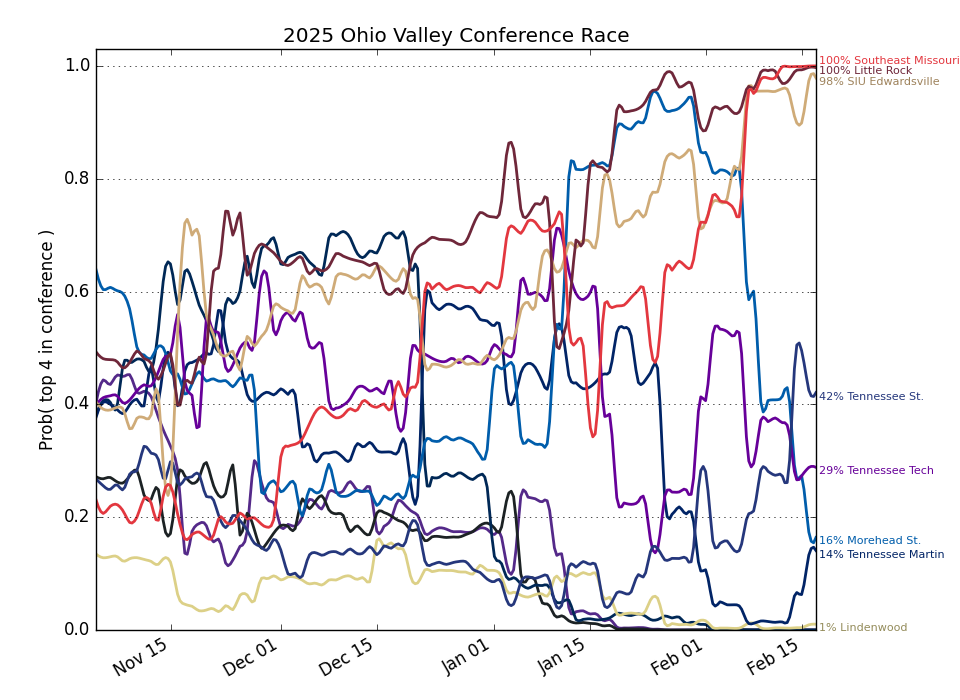 2025 Ohio Valley Conference Race
Prob( top 4 in conference )
1.0
0.8
0.6
0.4
0.2
0.0
Nov 15
Dec 01
Dec 15
Jan 01
Jan 15
Feb 01
Feb 15
100% Southeast Missouri
100% Little Rock
98% SIU Edwardsville
42% Tennessee St.
29% Tennessee Tech
16% Morehead St.
14% Tennessee Martin
1% Lindenwood